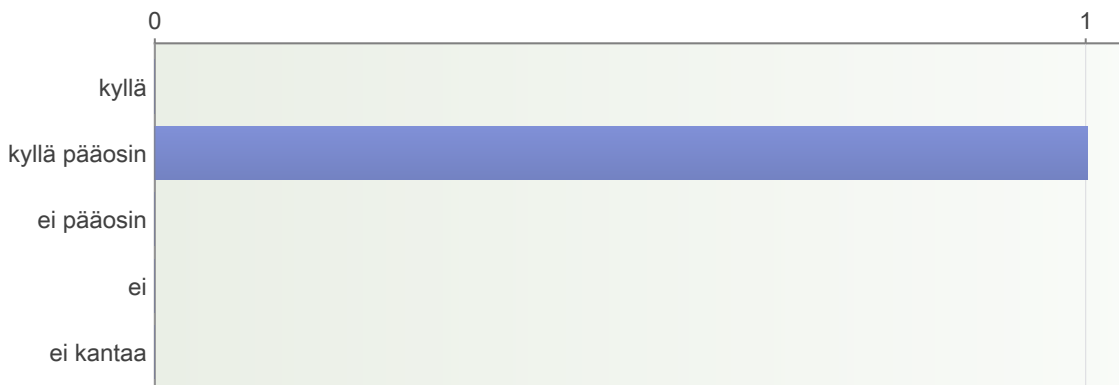 0 1
kyllä
kyllä pääosin
ei pääosin
ei
ei kantaa